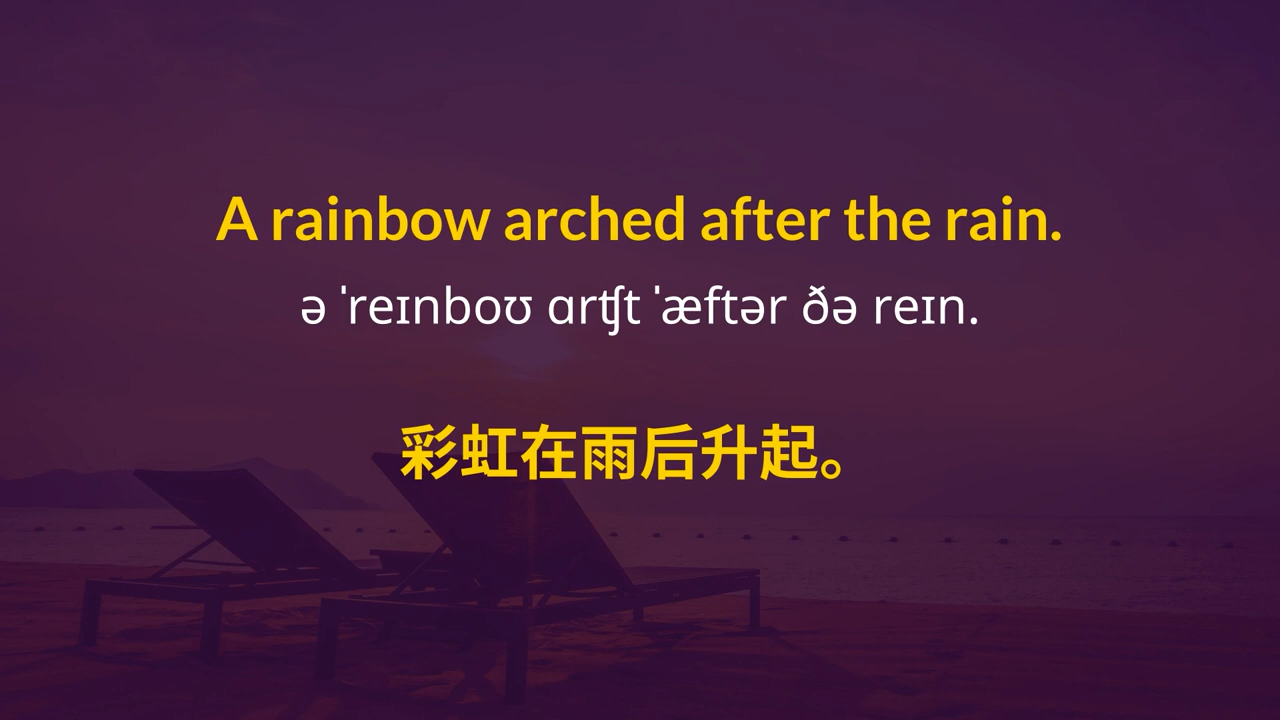 A rainbow arched after the rain.
ə ˈreɪnboʊ ɑrʧt ˈæftər ðə reɪn.
彩虹在雨后升起。